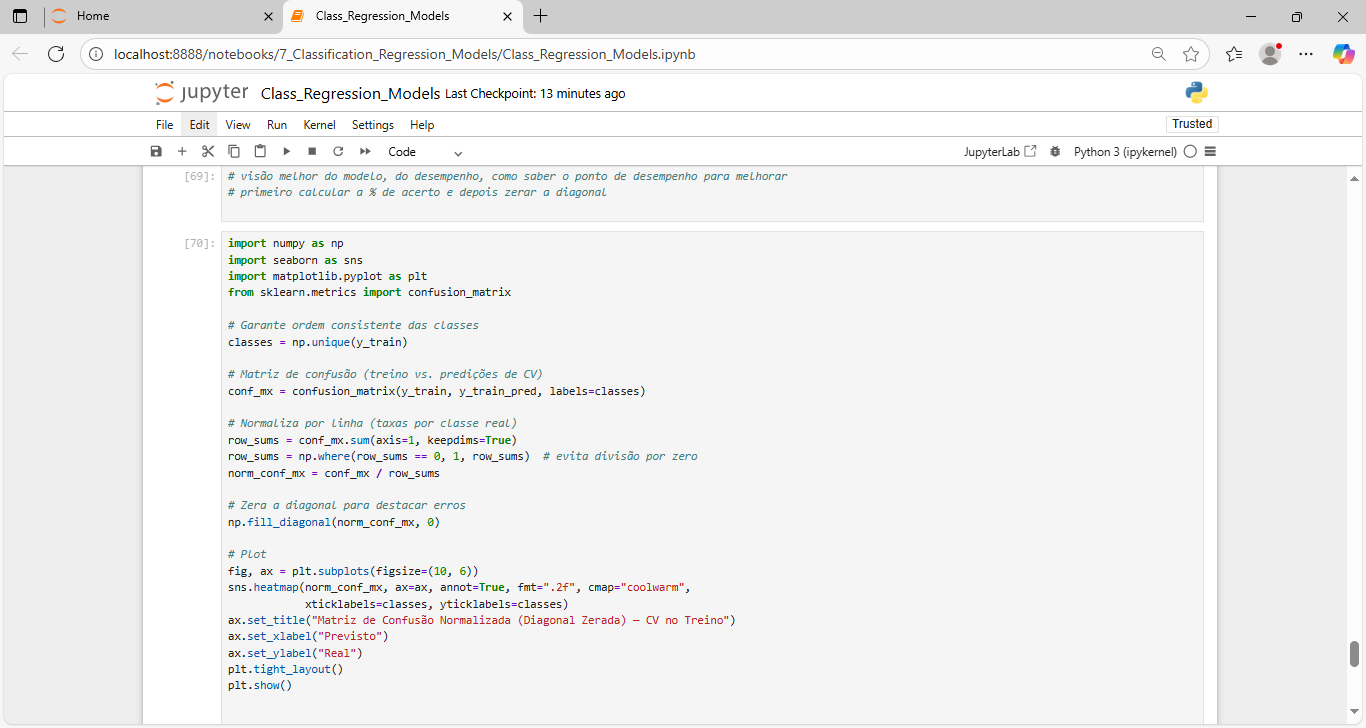 Home
Class_Regression_Models
localhost:8888/notebooks/7_Classification_Regression_Models/Class_Regression_Models.ipynb
jupyter Class_Regression_Models Last Checkpoint: 13 minutes ago
File Edit View Run Kernel Settings Help
Trusted
Code
JupyterLab
Python 3 (ipykernel)
[69]:
# visão melhor do modelo, do desempenho, como saber o ponto de desempenho para melhorar
# primeiro calcular a % de acerto e depois zerar a diagonal
[70]:
import numpy as np
import seaborn as sns
import matplotlib.pyplot as plt
from sklearn.metrics import confusion_matrix
# Garante ordem consistente das classes
classes = np.unique(y_train)
# Matriz de confusão (treino vs. predições de CV)
conf_mx = confusion_matrix(y_train, y_train_pred, labels=classes)
# Normaliza por linha (taxas por classe real)
row_sums = conf_mx.sum(axis=1, keepdims=True)
row_sums = np.where(row_sums == 0, 1, row_sums)  # evita divisão por zero
norm_conf_mx = conf_mx / row_sums
# Zera a diagonal para destacar erros
np.fill_diagonal(norm_conf_mx, 0)
# Plot
fig, ax = plt.subplots(figsize=(10, 6))
sns.heatmap(norm_conf_mx, ax=ax, annot=True, fmt=".2f", cmap="coolwarm",
            xticklabels=classes, yticklabels=classes)
ax.set_title("Matriz de Confusão Normalizada (Diagonal Zerada) — CV no Treino")
ax.set_xlabel("Previsto")
ax.set_ylabel("Real")
plt.tight_layout()
plt.show()